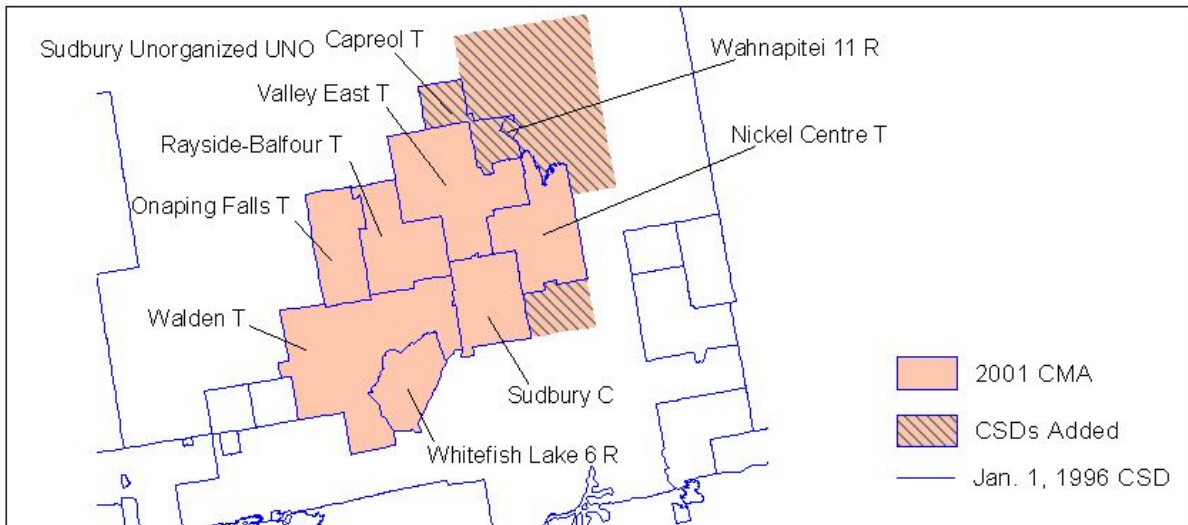 Capreol T
Wahnapitei 11 R
Sudbury Unorganized UNO
Valley East T
Nickel Centre T
Rayside-Balfour T
Onaping Falls T
Walden T
2001 CMA
Sudbury C
CSDs Added
Whitefish Lake 6 R
Jan. 1, 1996 CSD